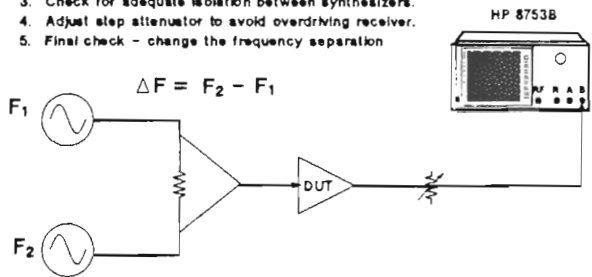 3. Check for adequate isolation between synthesizers.
4. Adjust step attenuator to avoid overdriving receiver.
5. Final check - change the frequency separation
HP 8753B
ΔF = F2 - F1
RF R A B
F1
DUT
F2